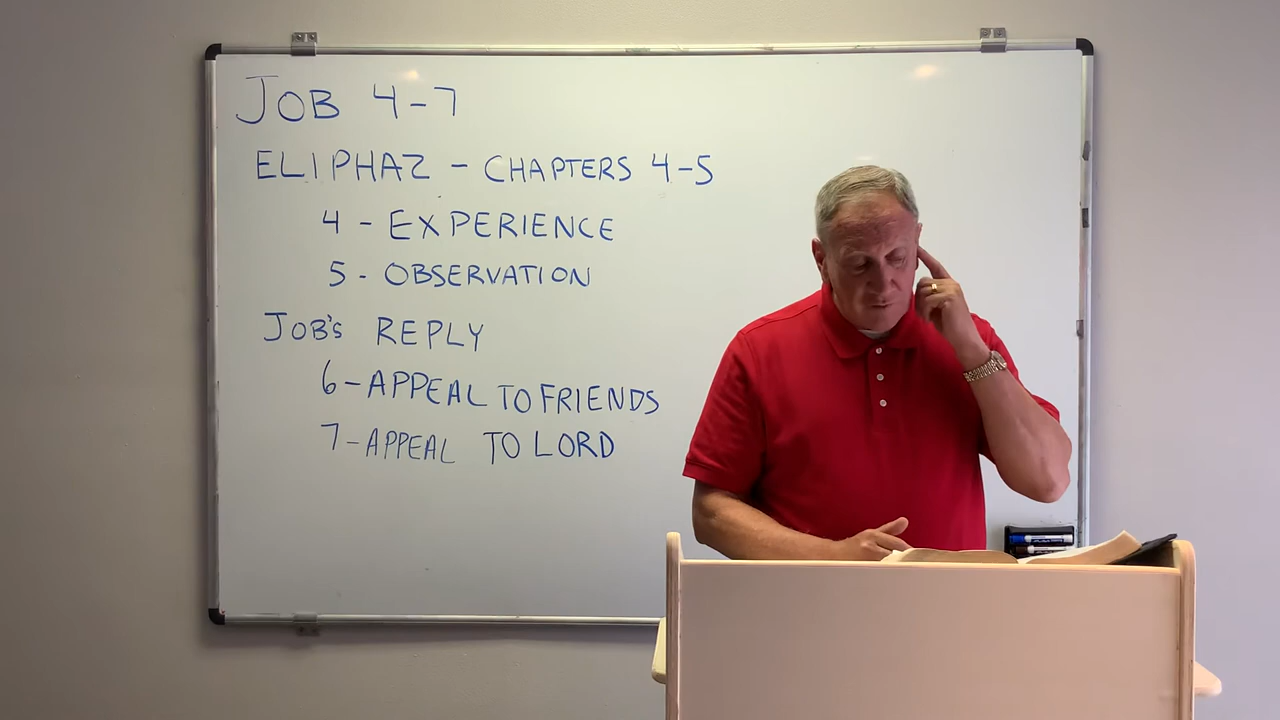 JOB 4-7
ELIPHAZ - CHAPTERS 4-5
4 - EXPERIENCE
5 - OBSERVATION
JOB'S REPLY
6-APPEAL TO FRIENDS
7-APPEAL TO LORD